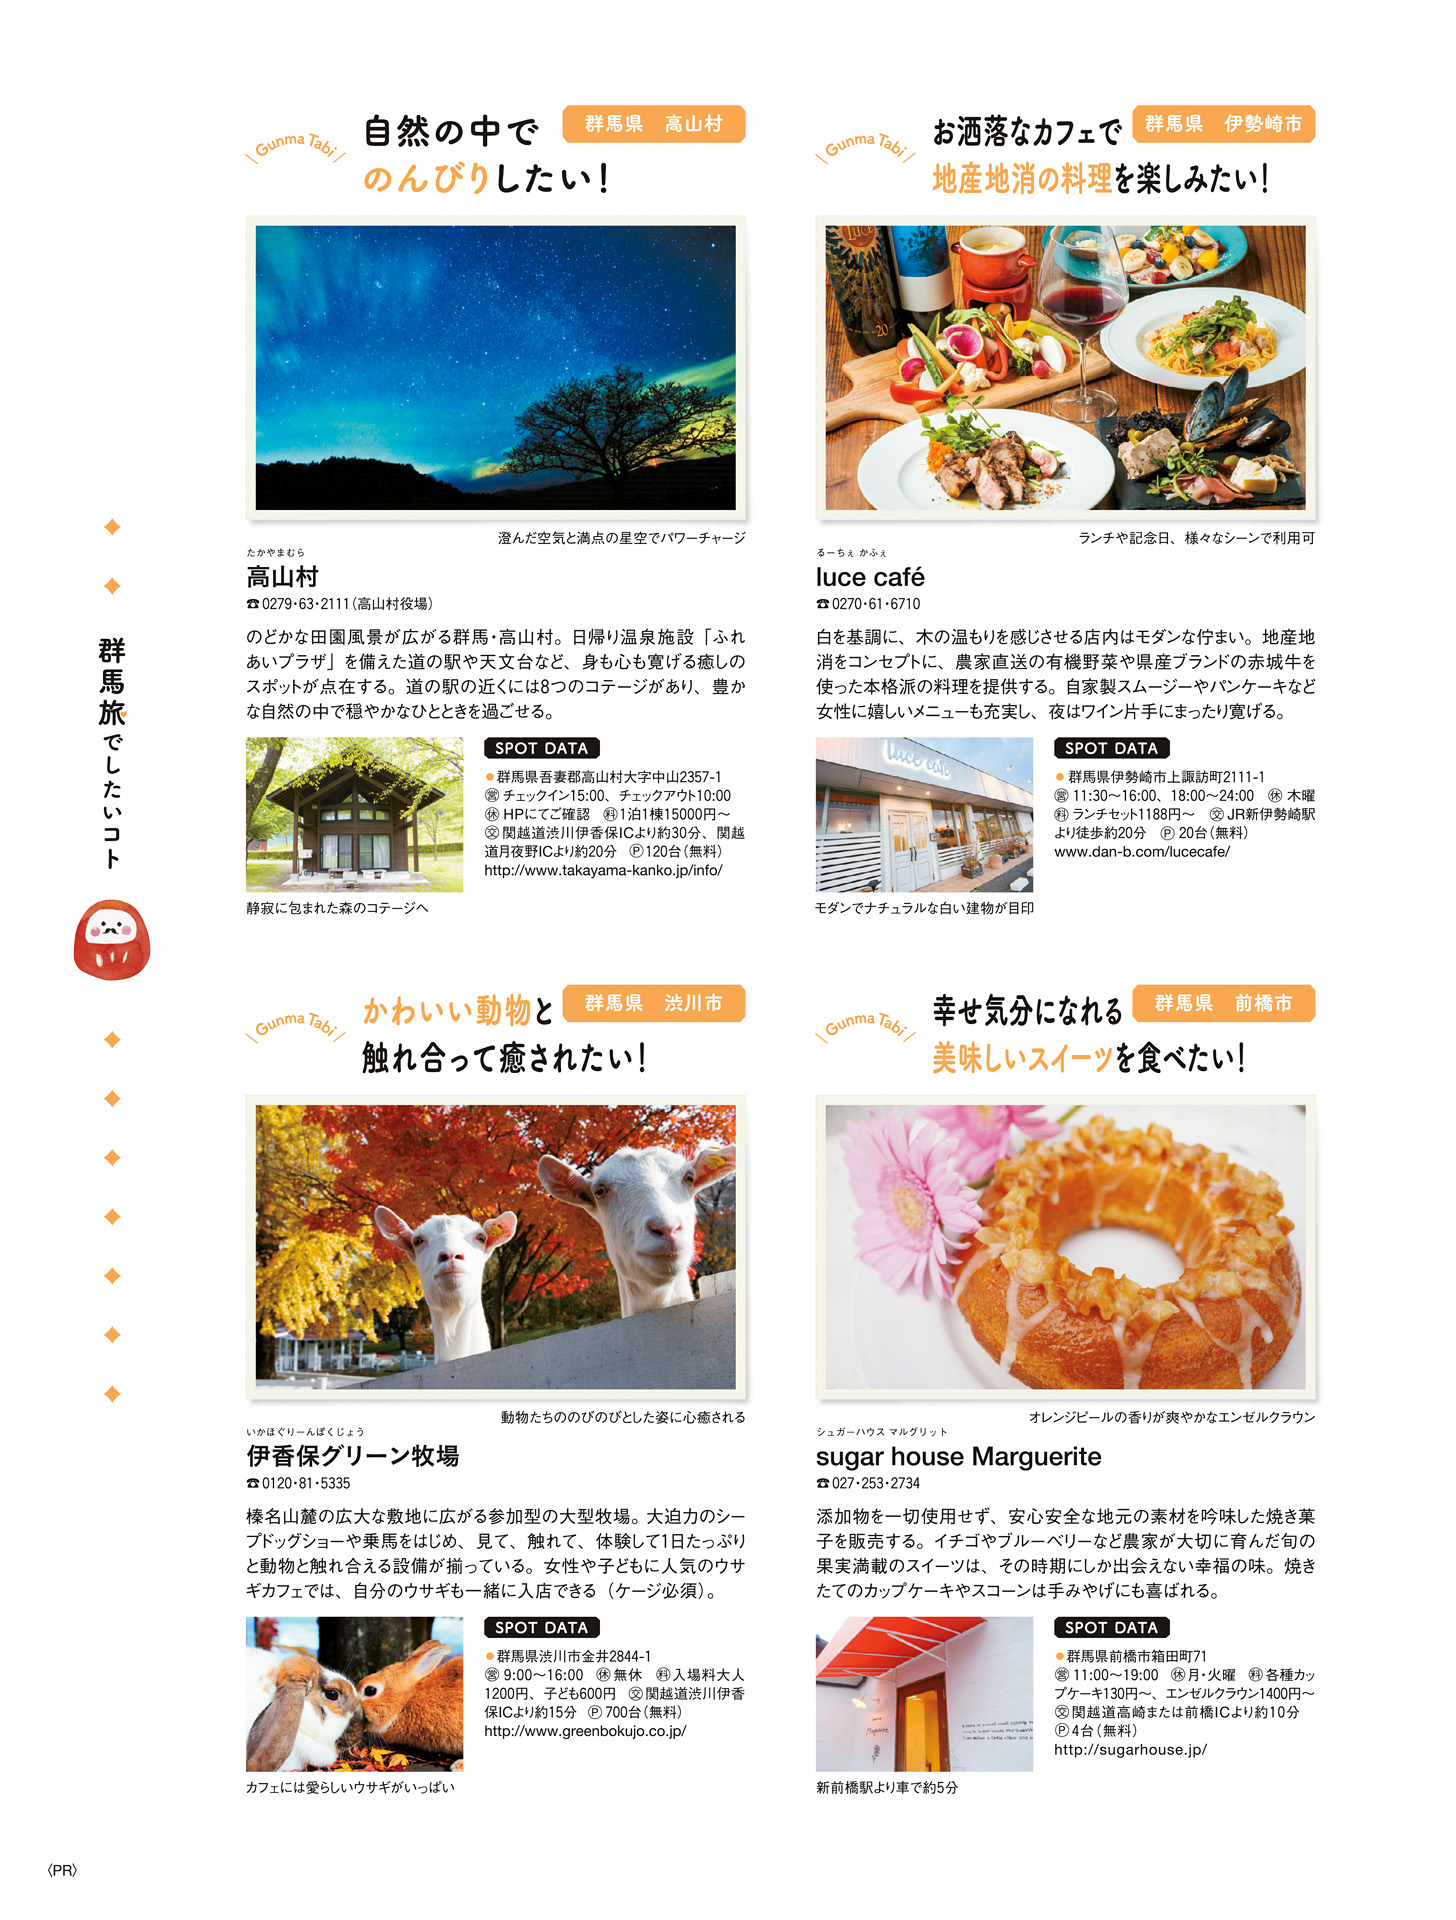 群馬旅でしたいコト
Gunma Tabi
自然の中で
のんびりしたい！
群馬県　高山村
澄んだ空気と満点の星空でパワーチャージ
たかやまむら
高山村
☎0279・63・2111（高山村役場）
のどかな田園風景が広がる群馬・高山村。日帰り温泉施設「ふれ
あいプラザ」を備えた道の駅や天文台など、身も心も寛げる癒しの
スポットが点在する。道の駅の近くには8つのコテージがあり、豊か
な自然の中で穏やかなひとときを過ごせる。
静寂に包まれた森のコテージへ
SPOT DATA
●群馬県吾妻郡高山村大字中山2357-1
㊡ チェックイン15:00、チェックアウト10:00
㊡ HPにてご確認　㊡1泊1棟15000円〜
㊡関越道渋川伊香保ICより約30分、関越
道月夜野ICより約20分　Ⓟ120台（無料）
http://www.takayama-kanko.jp/info/
Gunma Tabi
お洒落なカフェで
地産地消の料理を楽しみたい！
群馬県　伊勢崎市
luce
20
ランチや記念日、様々なシーンで利用可
るーちぇ かふぇ
luce café
☎0270・61・6710
白を基調に、木の温もりを感じさせる店内はモダンな佇まい。地産地
消をコンセプトに、農家直送の有機野菜や県産ブランドの赤城牛を
使った本格派の料理を提供する。自家製スムージーやパンケーキなど
女性に嬉しいメニューも充実し、夜はワイン片手にまったり寛げる。
luce café
モダンでナチュラルな白い建物が目印
SPOT DATA
●群馬県伊勢崎市上諏訪町2111-1
営 11:30〜16:00、18:00〜24:00　休 木曜
料 ランチセット1188円〜　交 JR新伊勢崎駅
より徒歩約20分　Ⓟ 20台（無料）
www.dan-b.com/lucecafe/
Gunma Tabi
かわいい動物と
触れ合って癒されたい！
群馬県　渋川市
動物たちののびのびとした姿に心癒される
いかほぐりーんぼくじょう
伊香保グリーン牧場
☎0120・81・5335
榛名山麓の広大な敷地に広がる参加型の大型牧場。大迫力のシー
プドッグショーや乗馬をはじめ、見て、触れて、体験して1日たっぷり
と動物と触れ合える設備が揃っている。女性や子どもに人気のウサ
ギカフェでは、自分のウサギも一緒に入店できる（ケージ必須）。
カフェには愛らしいウサギがいっぱい
SPOT DATA
●群馬県渋川市金井2844-1
営 9:00〜16:00　休無休　料入場料大人
1200円、子ども600円　交関越道渋川伊香
保ICより約15分　Ⓟ700台（無料）
http://www.greenbokujo.co.jp/
Gunma Tabi
幸せ気分になれる
美味しいスイーツを食べたい！
群馬県　前橋市
オレンジピールの香りが爽やかなエンゼルクラウン
シュガーハウス マルグリット
sugar house Marguerite
☎027・253・2734
添加物を一切使用せず、安心安全な地元の素材を吟味した焼き菓
子を販売する。イチゴやブルーベリーなど農家が大切に育んだ旬の
果実満載のスイーツは、その時期にしか出会えない幸福の味。焼き
たてのカップケーキやスコーンは手みやげにも喜ばれる。
Marguerite
新前橋駅より車で約5分
SPOT DATA
●群馬県前橋市箱田町71
営 11:00〜19:00　休月・火曜　料各種カッ
プケーキ130円〜、エンゼルクラウン1400円〜
交関越道高崎または前橋ICより約10分
Ⓟ4台（無料）
http://sugarhouse.jp/
〈PR〉